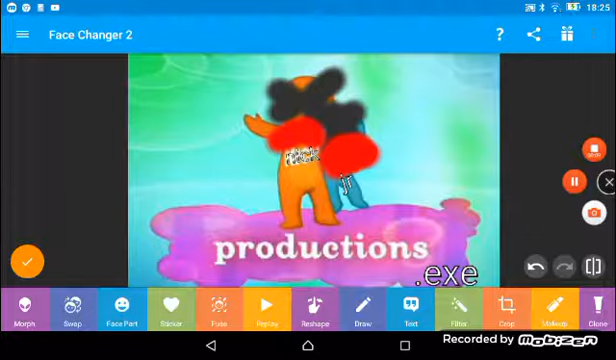 18:25
Face Changer 2
?
jr
productions
.exe
Morph Swap Face Part Sticker Fuse Replay Reshape Draw Text Filter Crop Makeup Clone
Recorded by mobizen